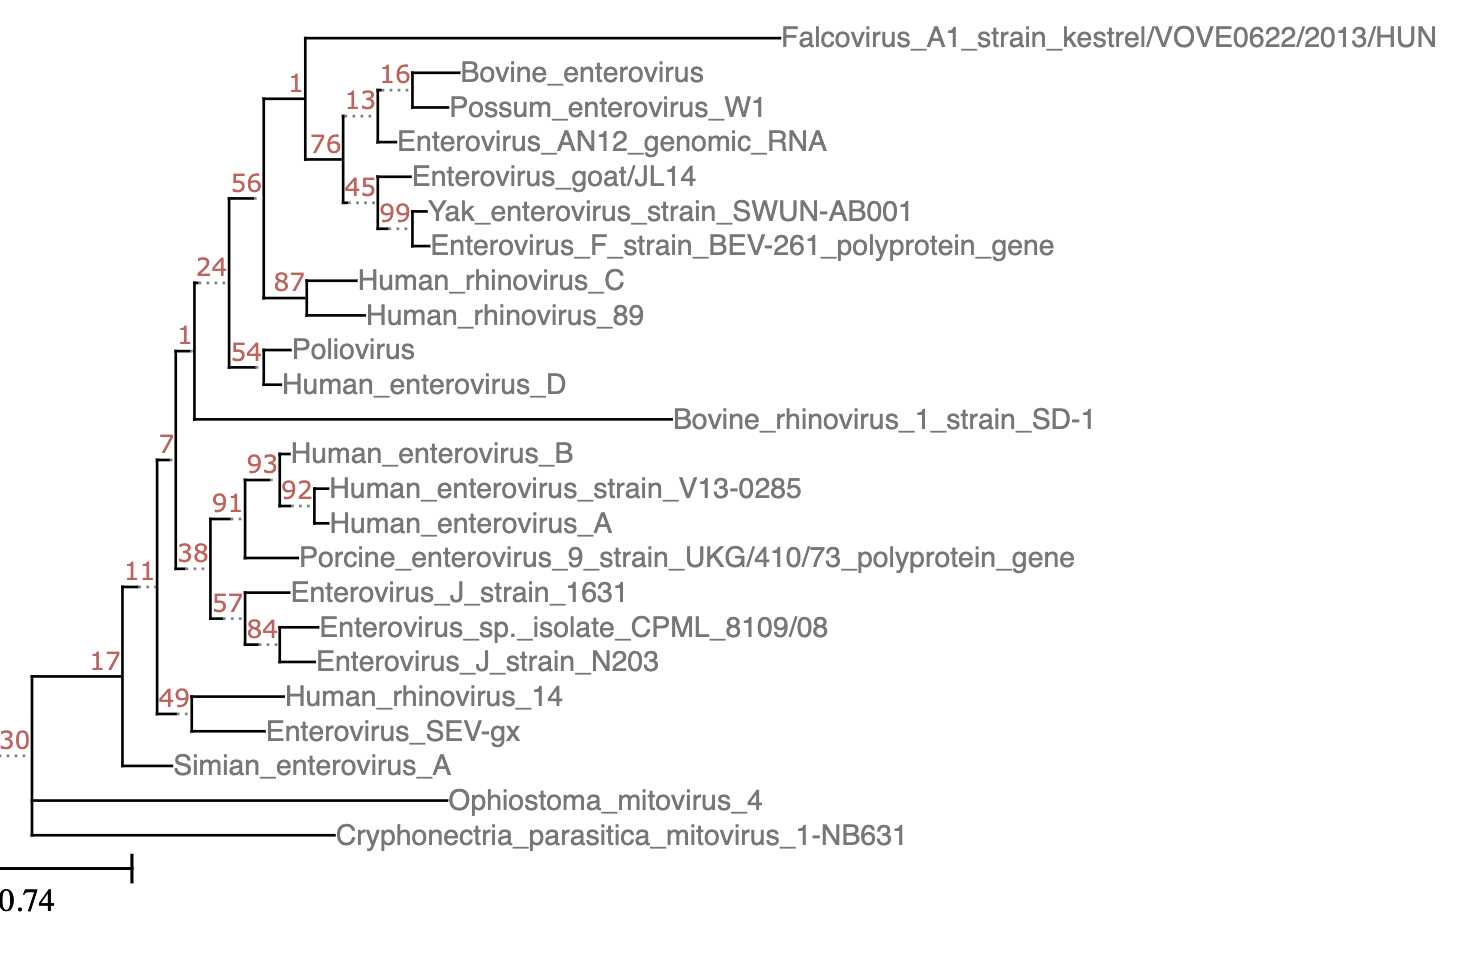 Falcovirus_A1_strain_kestrel/VOVE0622/2013/HUN
16
Bovine_enterovirus
1
13
Possum_enterovirus_W1
Enterovirus_AN12_genomic_RNA
76
Enterovirus_goat/JL14
56
45
99
Yak_enterovirus_strain_SWUN-AB001
Enterovirus_F_strain_BEV-261_polyprotein_gene
24
87
Human_rhinovirus_C
Human_rhinovirus_89
1
54
Poliovirus
Human_enterovirus_D
Bovine_rhinovirus_1_strain_SD-1
7
93
Human_enterovirus_B
91
92
Human_enterovirus_strain_V13-0285
Human_enterovirus_A
38
Porcine_enterovirus_9_strain_UKG/410/73_polyprotein_gene
11
57
Enterovirus_J_strain_1631
84
Enterovirus_sp._isolate_CPML_8109/08
17
Enterovirus_J_strain_N203
49
Human_rhinovirus_14
30
Enterovirus_SEV-gx
Simian_enterovirus_A
Ophiostoma_mitovirus_4
Cryphonectria_parasitica_mitovirus_1-NB631
0.74